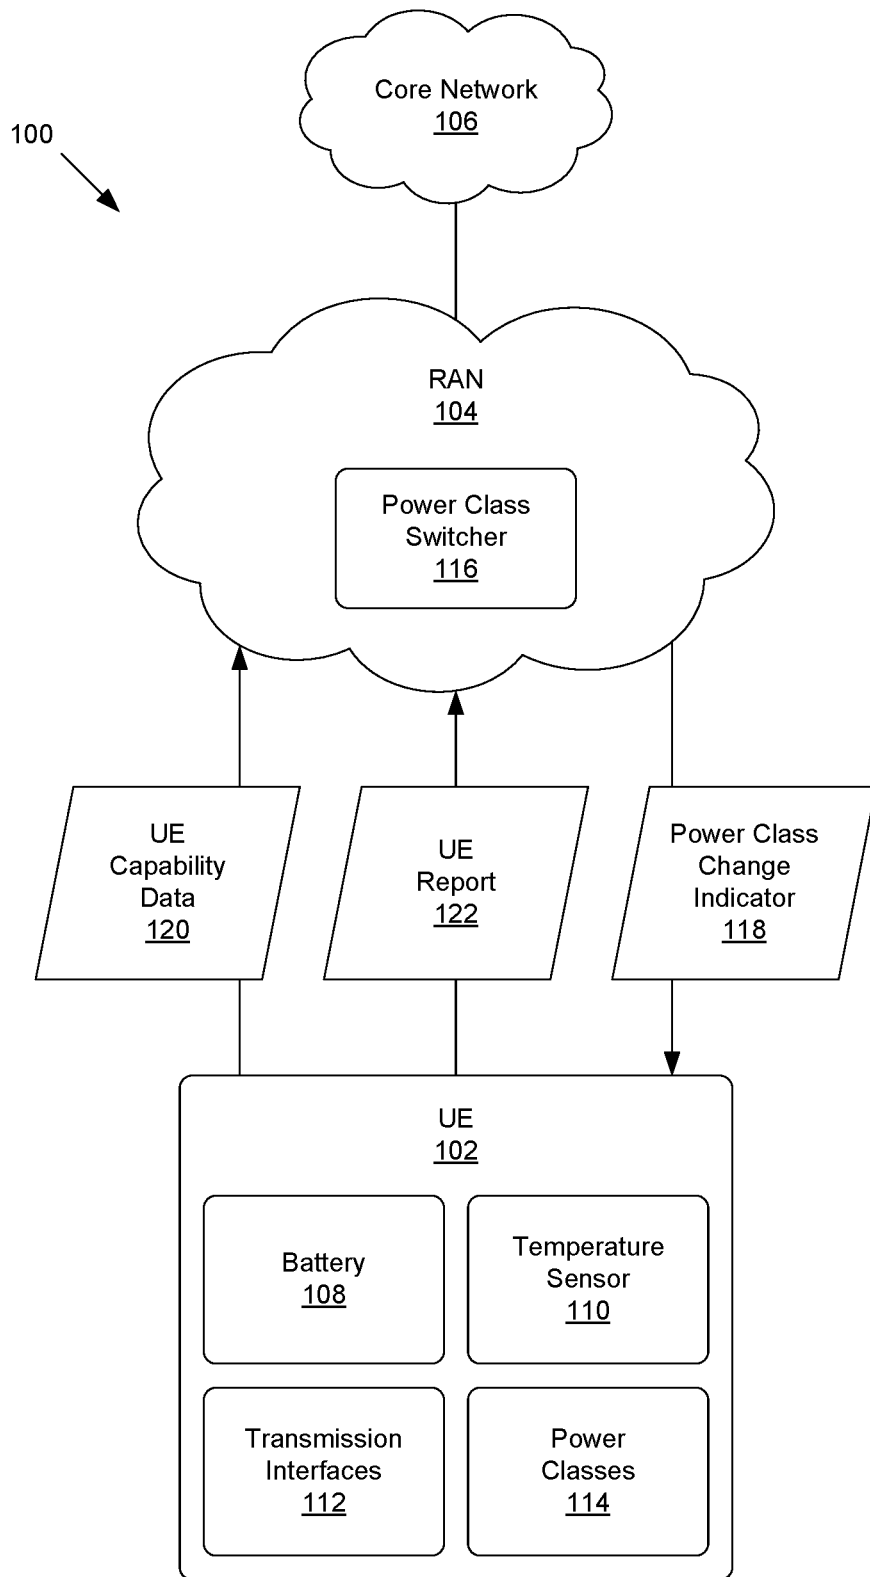 Core Network
106
100
RAN
104
Power Class
Switcher
116
UE
Capability
Data
120
UE
Report
122
Power Class
Change
Indicator
118
UE
102
Battery
108
Temperature
Sensor
110
Transmission
Interfaces
112
Power
Classes
114